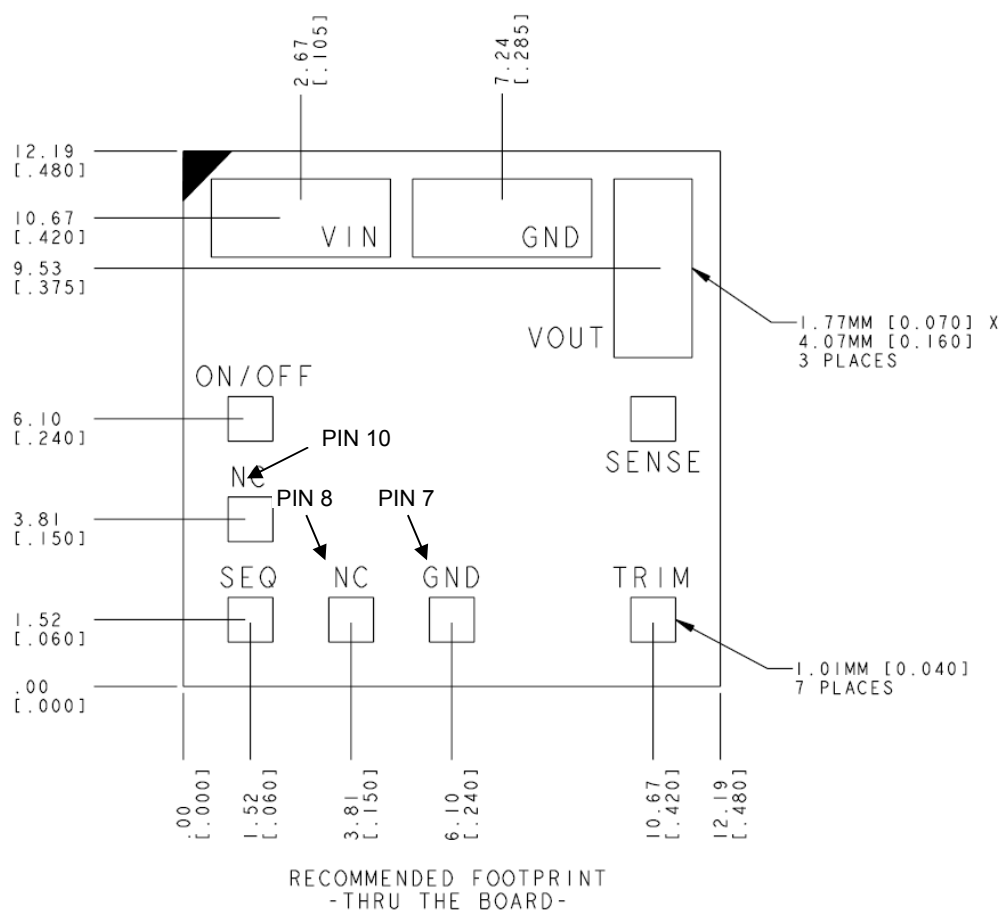 2.67
[.105]
7.24
[.285]
12.19
[.480]
10.67
[.420]
VIN
GND
9.53
[.375]
VOUT
1.77MM [0.070] X
4.07MM [0.160]
3 PLACES
ON/OFF
6.10
[.240]
PIN 10
SENSE
NC
PIN 8
PIN 7
3.81
[.150]
SEQ
NC
GND
TRIM
1.52
[.060]
1.01MM [0.040]
7 PLACES
.00
[.000]
.00
[.000]
1.52
[.060]
3.81
[.150]
6.10
[.240]
10.67
[.420]
12.19
[.480]
RECOMMENDED FOOTPRINT
-THRU THE BOARD-